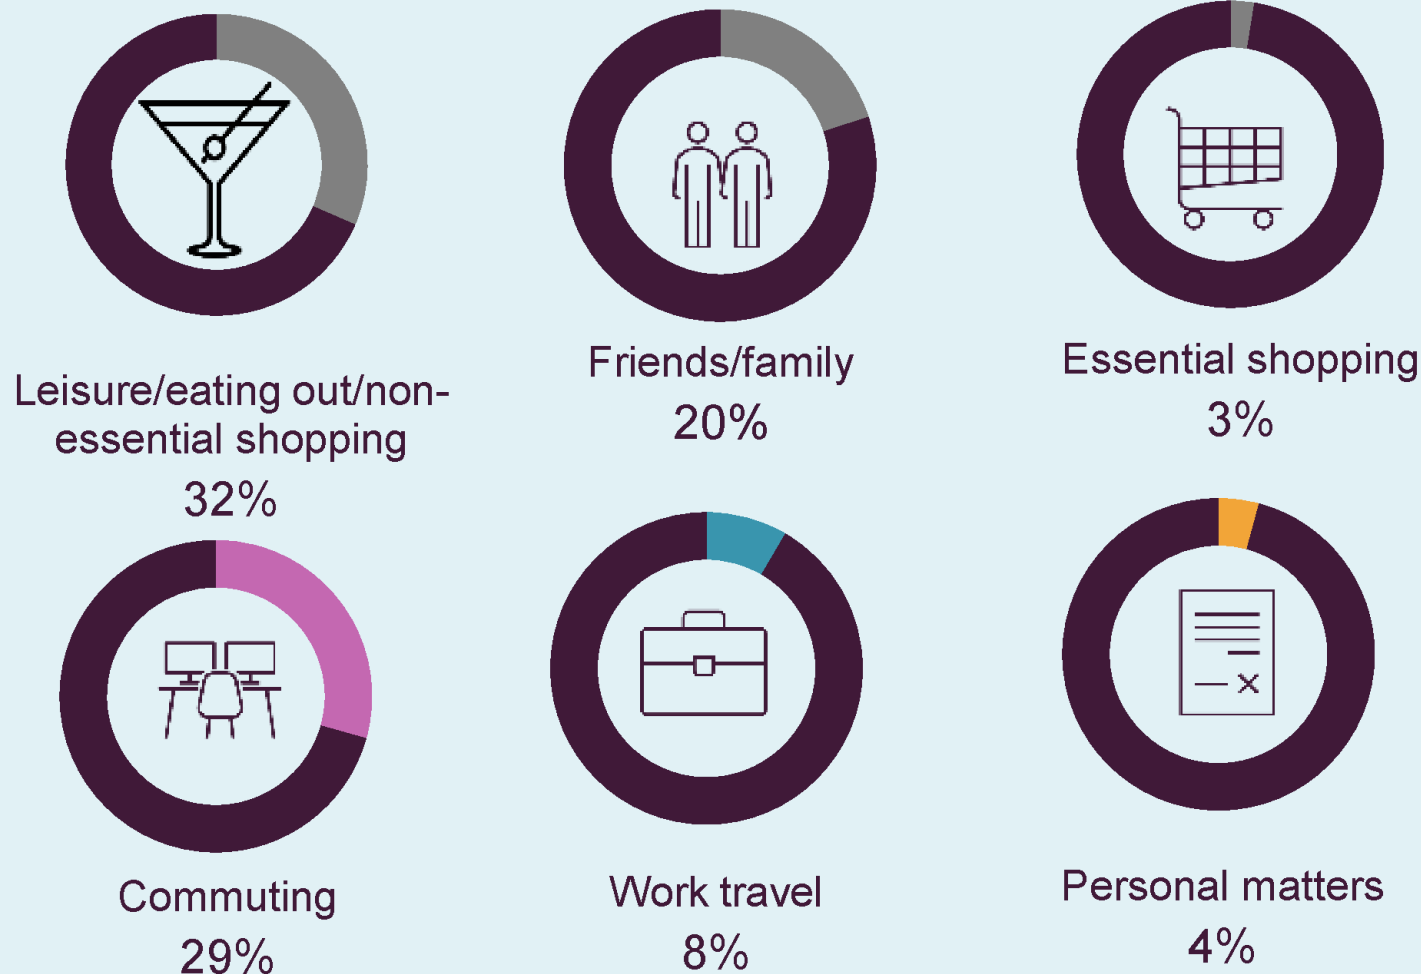 Leisure/eating out/non-
essential shopping
32%
Friends/family
20%
Essential shopping
3%
Commuting
29%
Work travel
8%
Personal matters
4%